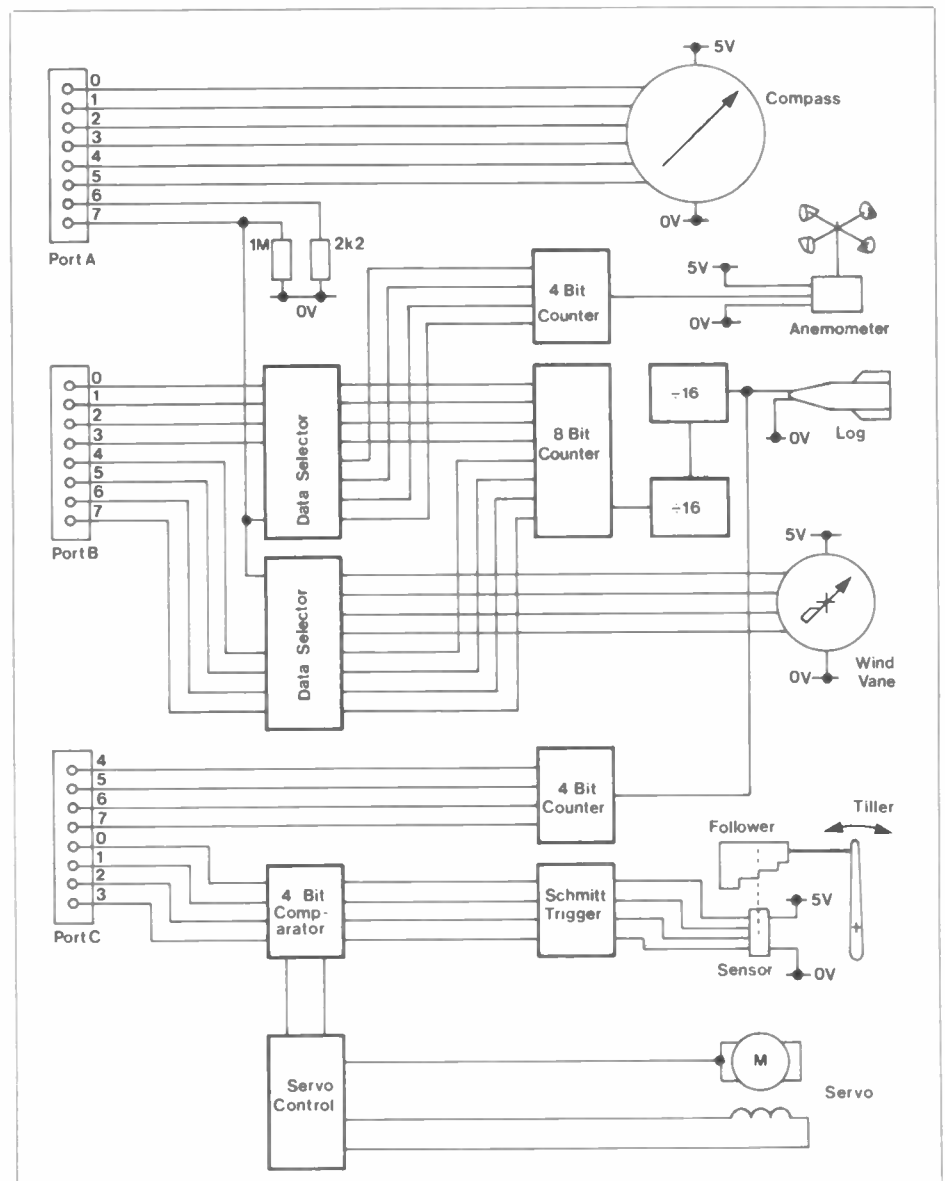 5V
Compass
0
1
2
3
4
5
6
7
Port A
0V
1M
2k2
0V
4 Bit
Counter
5V
0V
Anemometer
0
1
2
3
4
5
6
7
Port B
Data Selector
8 Bit
Counter
÷16
÷16
0V
Log
Data Selector
5V
0V
Wind
Vane
4
5
6
7
0
1
2
3
Port C
4 Bit
Counter
Follower
Tiller
4 Bit
Comp-
arator
Schmitt
Trigger
5V
Sensor
0V
Servo
Control
M
Servo